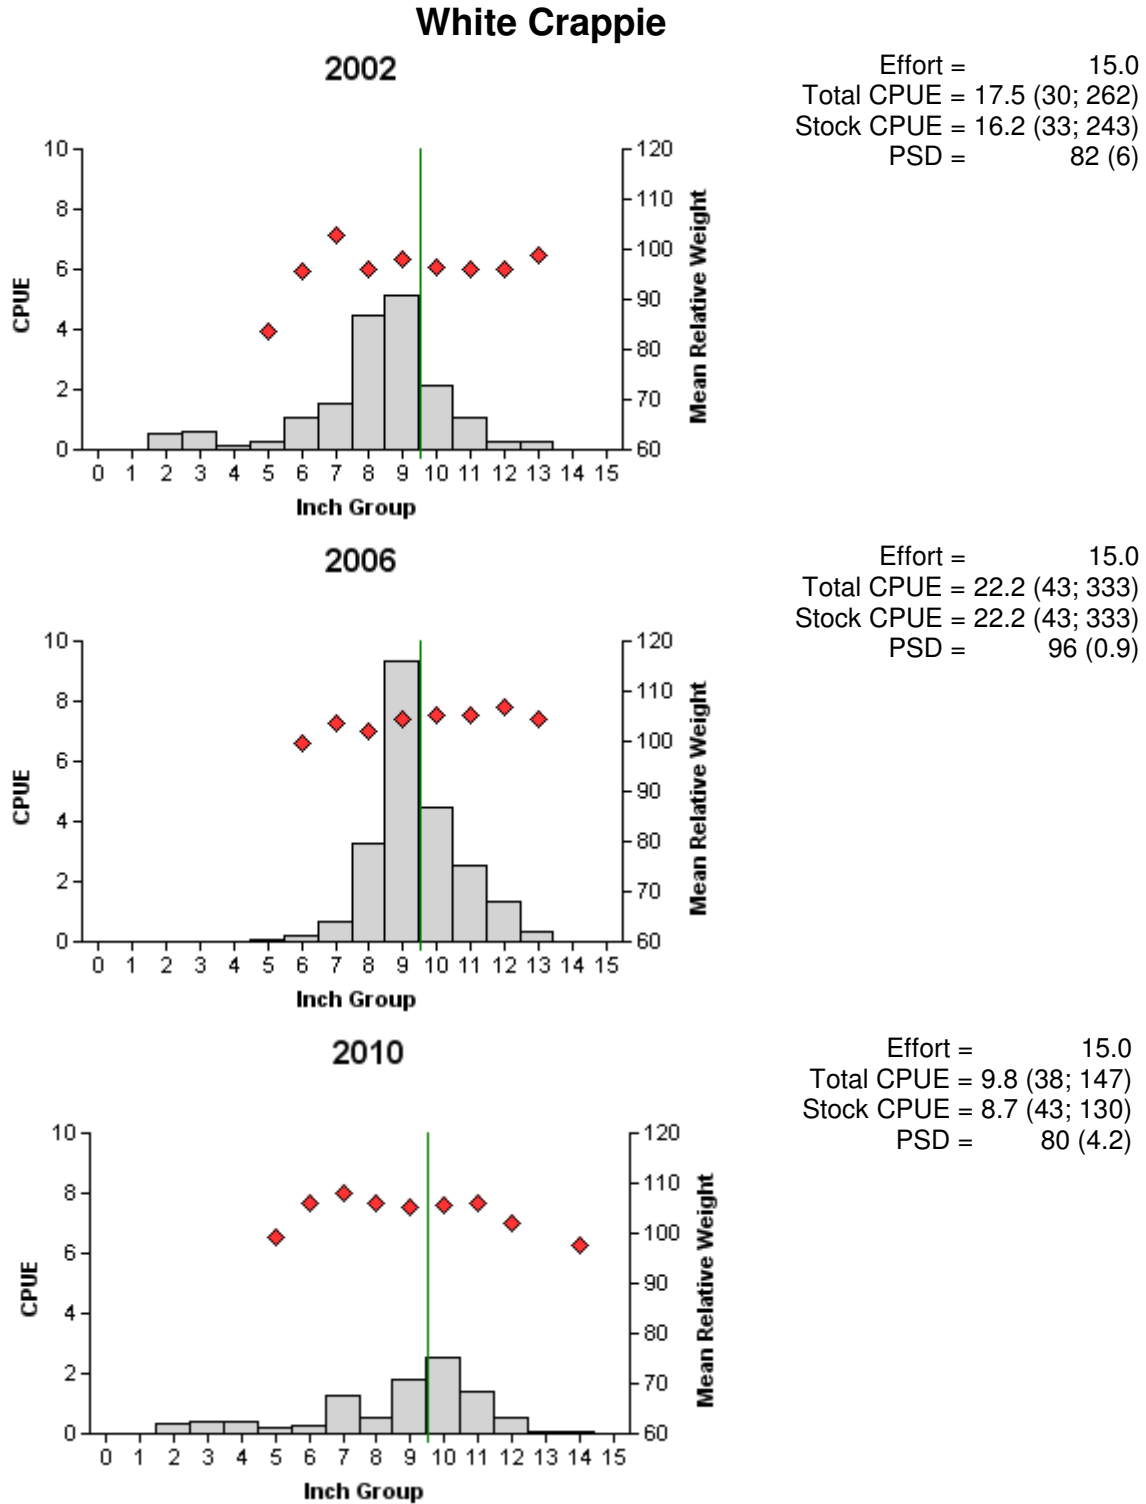 White Crappie
2002
Effort = 15.0
Total CPUE = 17.5 (30; 262)
Stock CPUE = 16.2 (33; 243)
PSD = 82 (6)
10 120
110
8
100
6
90
4
80
2
70
0 60
CPUE
Mean Relative Weight
0 1 2 3 4 5 6 7 8 9 10 11 12 13 14 15
Inch Group
2006
Effort = 15.0
Total CPUE = 22.2 (43; 333)
Stock CPUE = 22.2 (43; 333)
PSD = 96 (0.9)
10 120
110
8
100
6
90
4
80
2
70
0 60
CPUE
Mean Relative Weight
0 1 2 3 4 5 6 7 8 9 10 11 12 13 14 15
Inch Group
2010
Effort = 15.0
Total CPUE = 9.8 (38; 147)
Stock CPUE = 8.7 (43; 130)
PSD = 80 (4.2)
10 120
110
8
100
6
90
4
80
2
70
0 60
CPUE
Mean Relative Weight
0 1 2 3 4 5 6 7 8 9 10 11 12 13 14 15
Inch Group